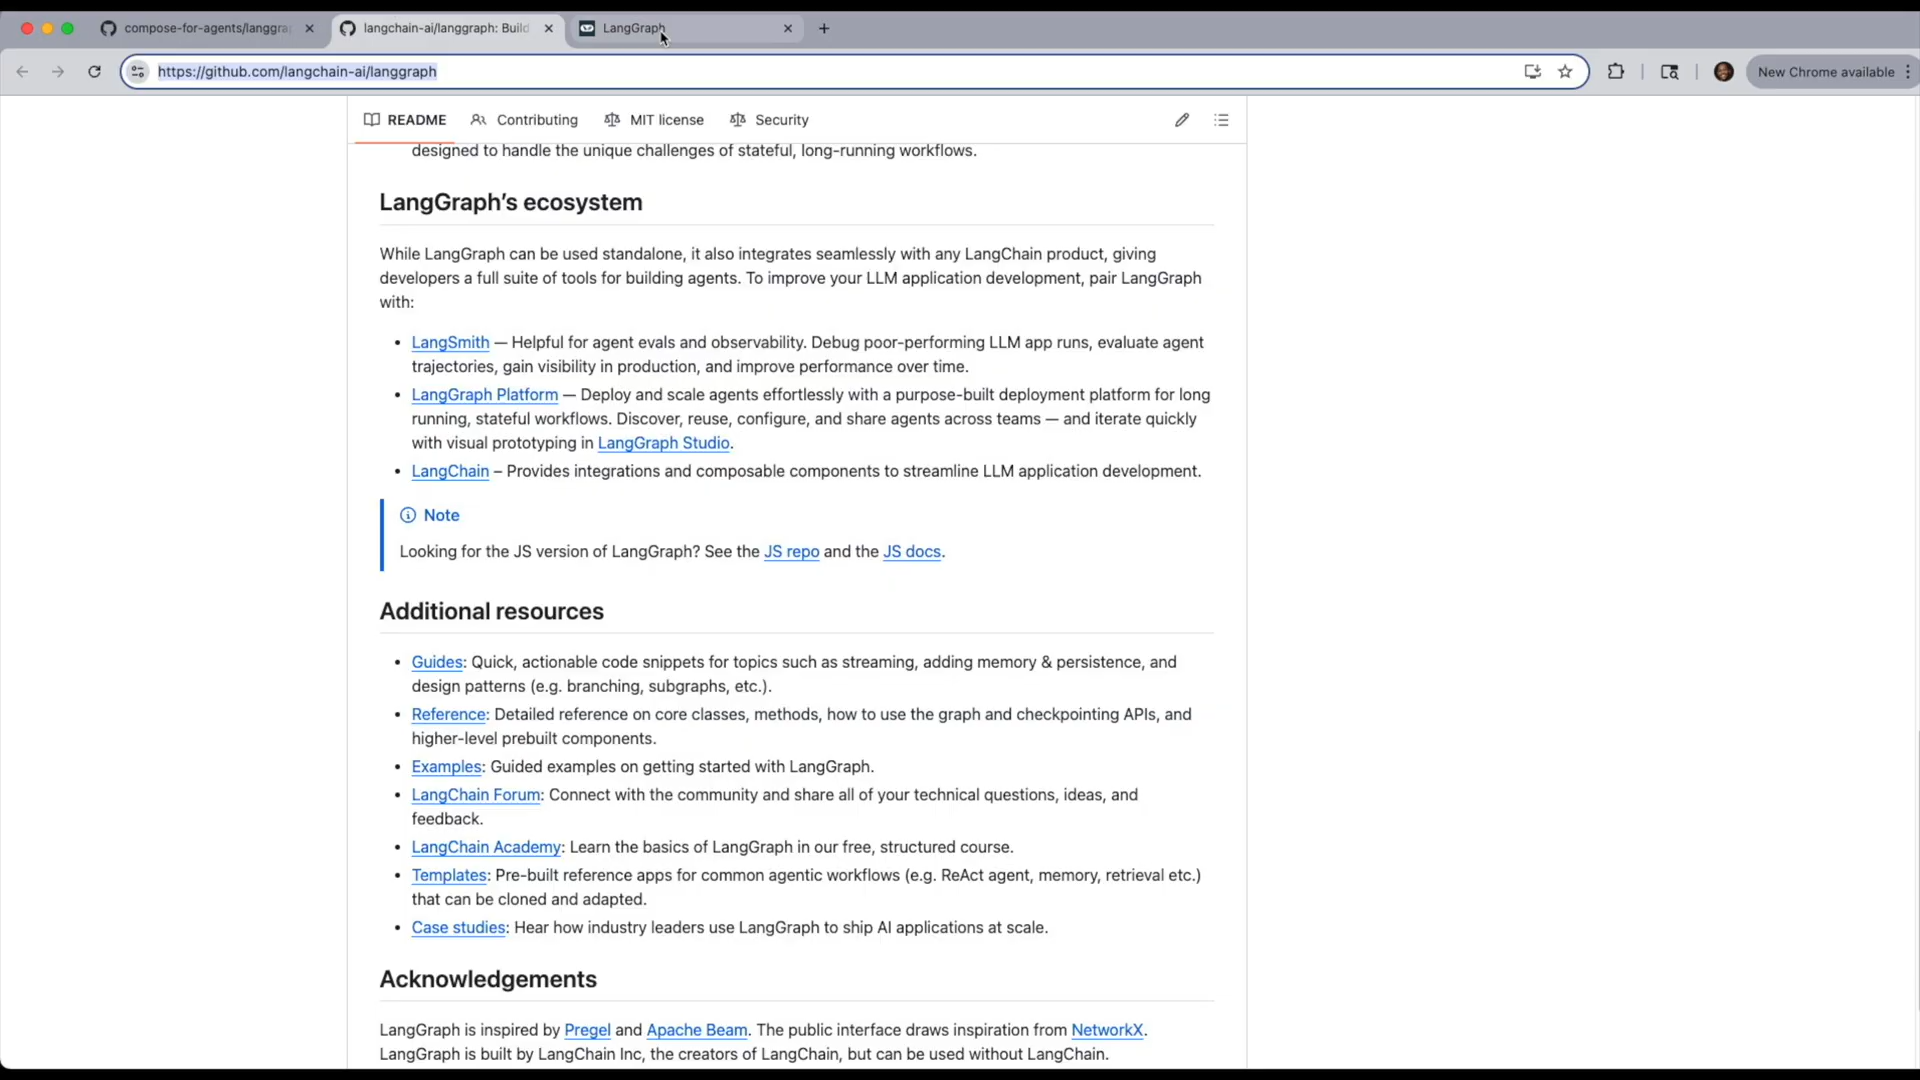 compose-for-agents/langgra
langchain-ai/langgraph: Build
LangGraph
https://github.com/langchain-ai/langgraph
New Chrome available
README
Contributing
MIT license
Security
designed to handle the unique challenges of stateful, long-running workflows.
LangGraph’s ecosystem
While LangGraph can be used standalone, it also integrates seamlessly with any LangChain product, giving
developers a full suite of tools for building agents. To improve your LLM application development, pair LangGraph
with:
• LangSmith — Helpful for agent evals and observability. Debug poor-performing LLM app runs, evaluate agent
trajectories, gain visibility in production, and improve performance over time.
• LangGraph Platform — Deploy and scale agents effortlessly with a purpose-built deployment platform for long
running, stateful workflows. Discover, reuse, configure, and share agents across teams — and iterate quickly
with visual prototyping in LangGraph Studio.
• LangChain – Provides integrations and composable components to streamline LLM application development.
Note
Looking for the JS version of LangGraph? See the JS repo and the JS docs.
Additional resources
• Guides: Quick, actionable code snippets for topics such as streaming, adding memory & persistence, and
design patterns (e.g. branching, subgraphs, etc.).
• Reference: Detailed reference on core classes, methods, how to use the graph and checkpointing APIs, and
higher-level prebuilt components.
• Examples: Guided examples on getting started with LangGraph.
• LangChain Forum: Connect with the community and share all of your technical questions, ideas, and
feedback.
• LangChain Academy: Learn the basics of LangGraph in our free, structured course.
• Templates: Pre-built reference apps for common agentic workflows (e.g. ReAct agent, memory, retrieval etc.)
that can be cloned and adapted.
• Case studies: Hear how industry leaders use LangGraph to ship AI applications at scale.
Acknowledgements
LangGraph is inspired by Pregel and Apache Beam. The public interface draws inspiration from NetworkX.
LangGraph is built by LangChain Inc, the creators of LangChain, but can be used without LangChain.